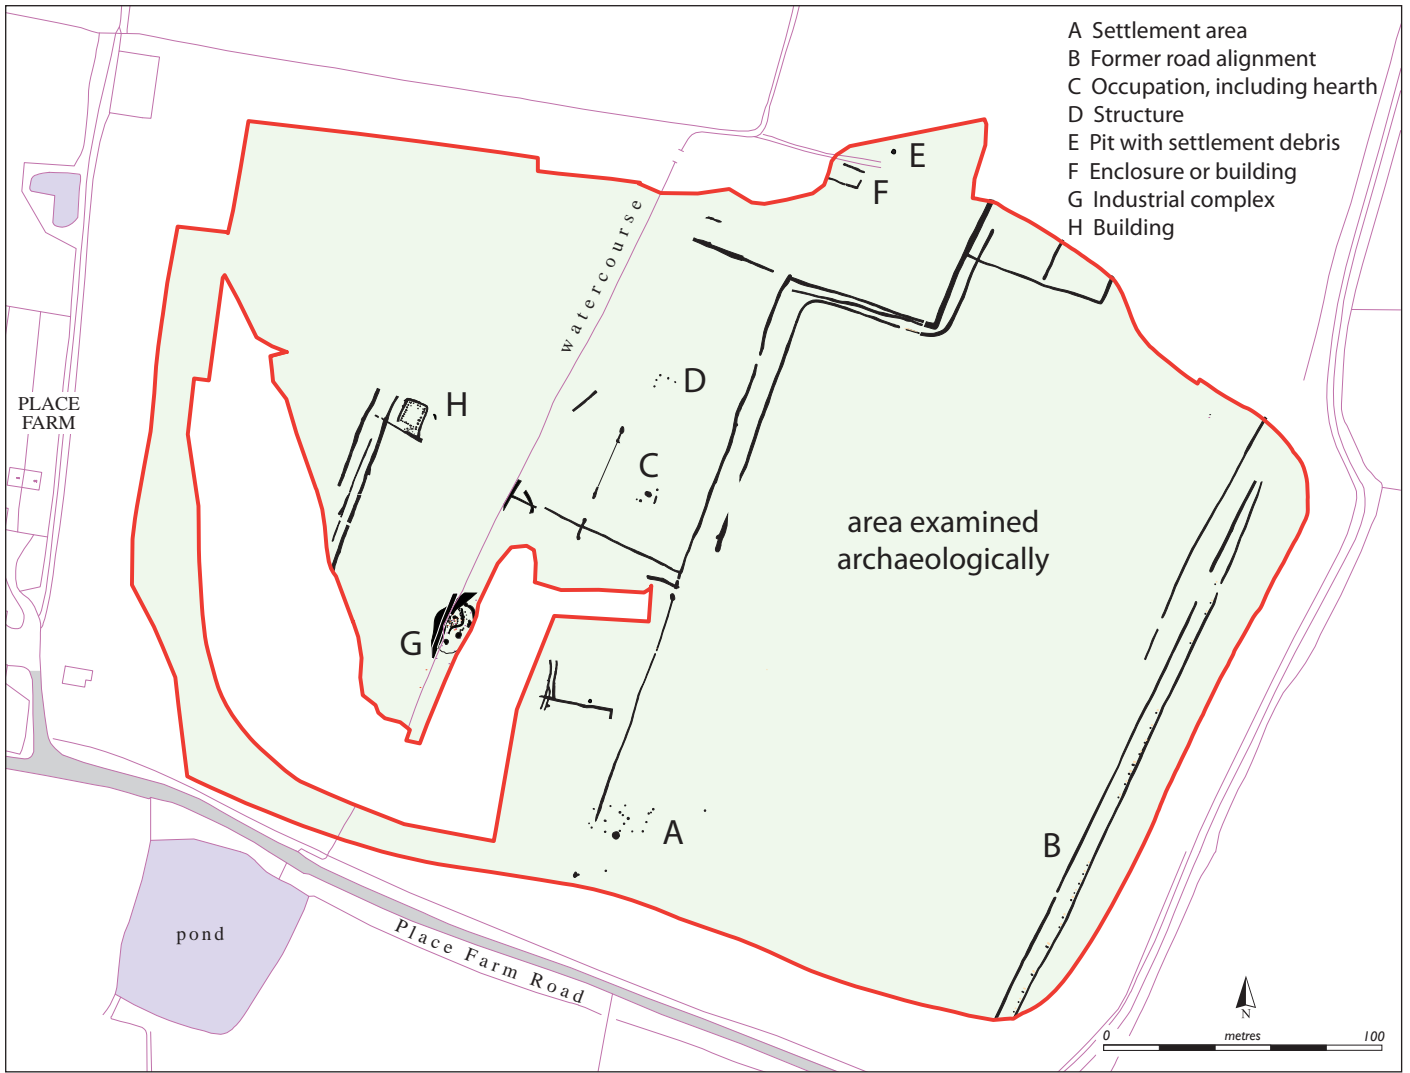 A Settlement area
B Former road alignment
C Occupation, including hearth
D Structure
E Pit with settlement debris
F Enclosure or building
G Industrial complex
H Building
E
F
watercourse
D
H
PLACE
FARM
C
area examined
archaeologically
G
A
B
pond
Place Farm Road
N
0 metres 100